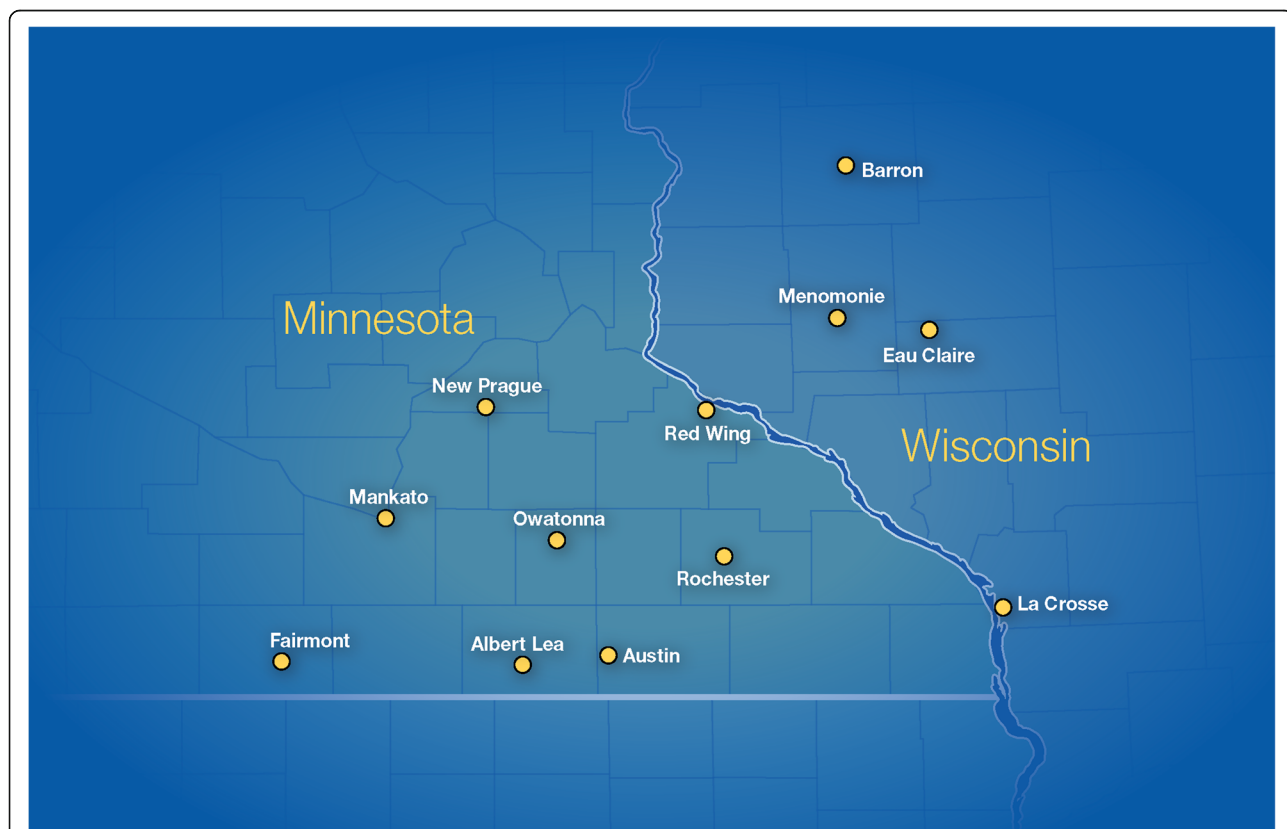 Barron
Menomonie
Minnesota
Eau Claire
New Prague
Red Wing
Wisconsin
Mankato
Owatonna
Rochester
La Crosse
Fairmont
Albert Lea
Austin